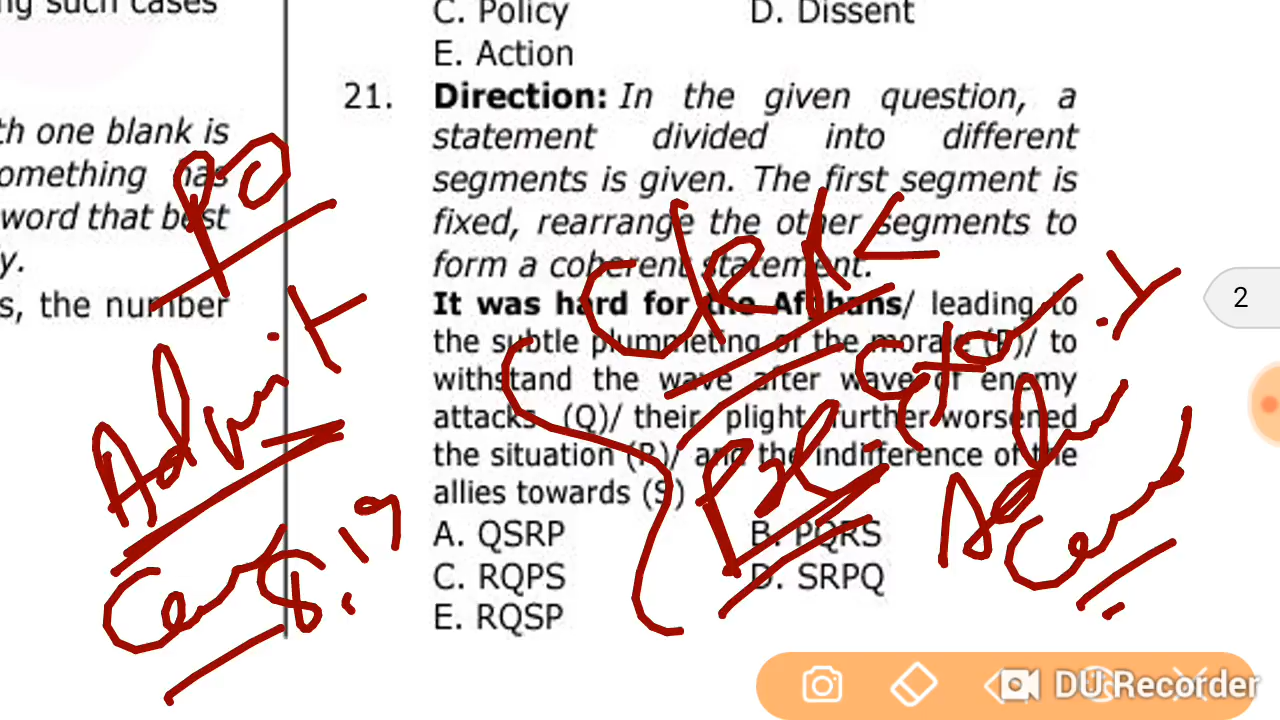 ng such cases
th one blank is
omething has
word that best
y.
s, the number
C. Policy D. Dissent
E. Action
21. Direction: In the given question, a
statement divided into different
segments is given. The first segment is
fixed, rearrange the other segments to
form a coherent statement.
It was hard for the Afghans/ leading to
the subtle plummeting of the morale (P)/ to
withstand the wave after wave of enemy
attacks (Q)/ their plight further worsened
the situation (R)/ and the indifference of the
allies towards (S)
A. QSRP B. PQRS
C. RQPS D. SRPQ
E. RQSP
PO
Admit
Clerk
Admit
2
DU Recorder